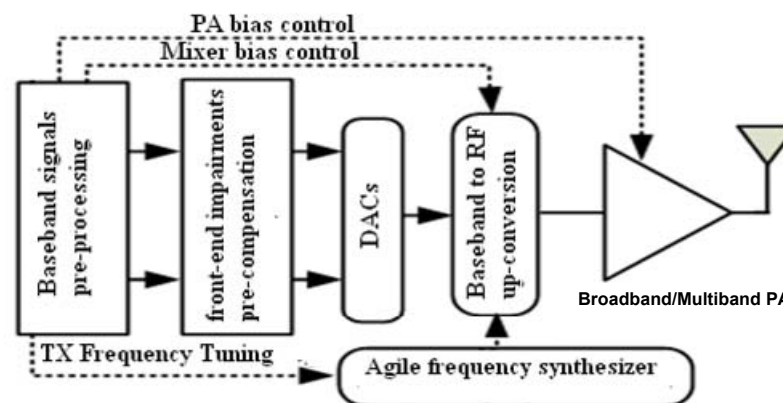 PA bias control
Mixer bias control
Baseband signals
pre-processing
front-end impairments
pre-compensation
DACs
Baseband to RF
up-conversion
Broadband/Multiband PA
TX Frequency Tuning
Agile frequency synthesizer